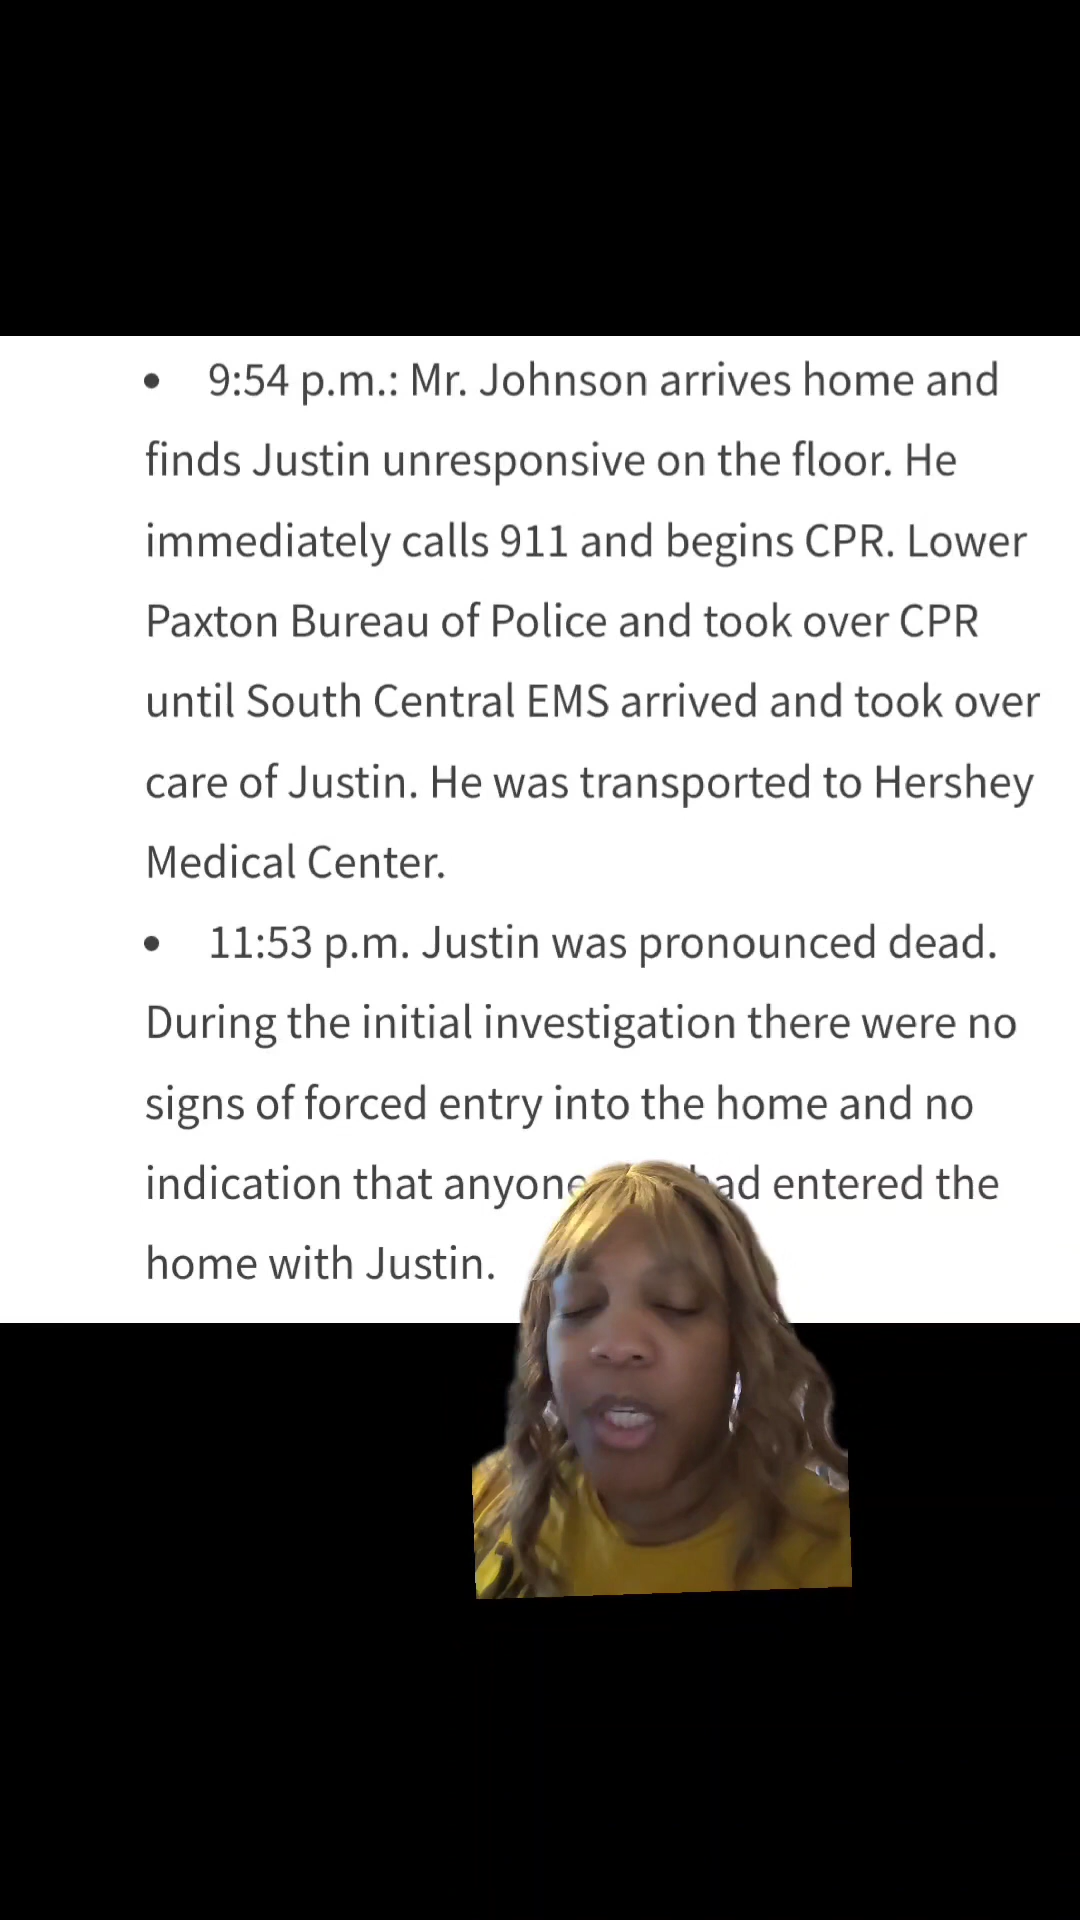 • 9:54 p.m.: Mr. Johnson arrives home and
finds Justin unresponsive on the floor. He
immediately calls 911 and begins CPR. Lower
Paxton Bureau of Police and took over CPR
until South Central EMS arrived and took over
care of Justin. He was transported to Hershey
Medical Center.
• 11:53 p.m. Justin was pronounced dead.
During the initial investigation there were no
signs of forced entry into the home and no
indication that anyone had entered the
home with Justin.